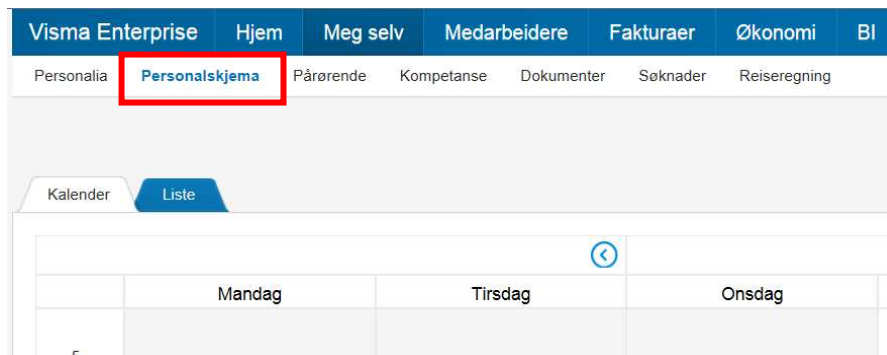 Visma Enterprise Hjem Meg selv Medarbeidere Fakturaer Økonomi BI
Personalia Personalskjema Pårørende Kompetanse Dokumenter Søknader Reiseregning
Kalender Liste
Mandag Tirsdag Onsdag